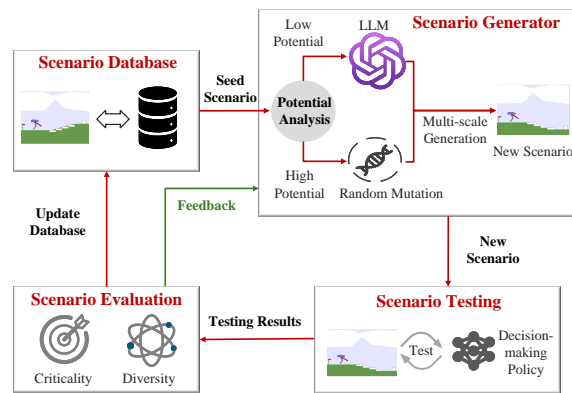 Scenario Database
Seed
Scenario
Scenario Generator
Low
Potential
LLM
Potential
Analysis
High
Potential
Random Mutation
Multi-scale
Generation
New Scenario
Feedback
Update
Database
New
Scenario
Scenario Evaluation
Criticality
Diversity
Testing Results
Scenario Testing
Test
Decision-
making
Policy